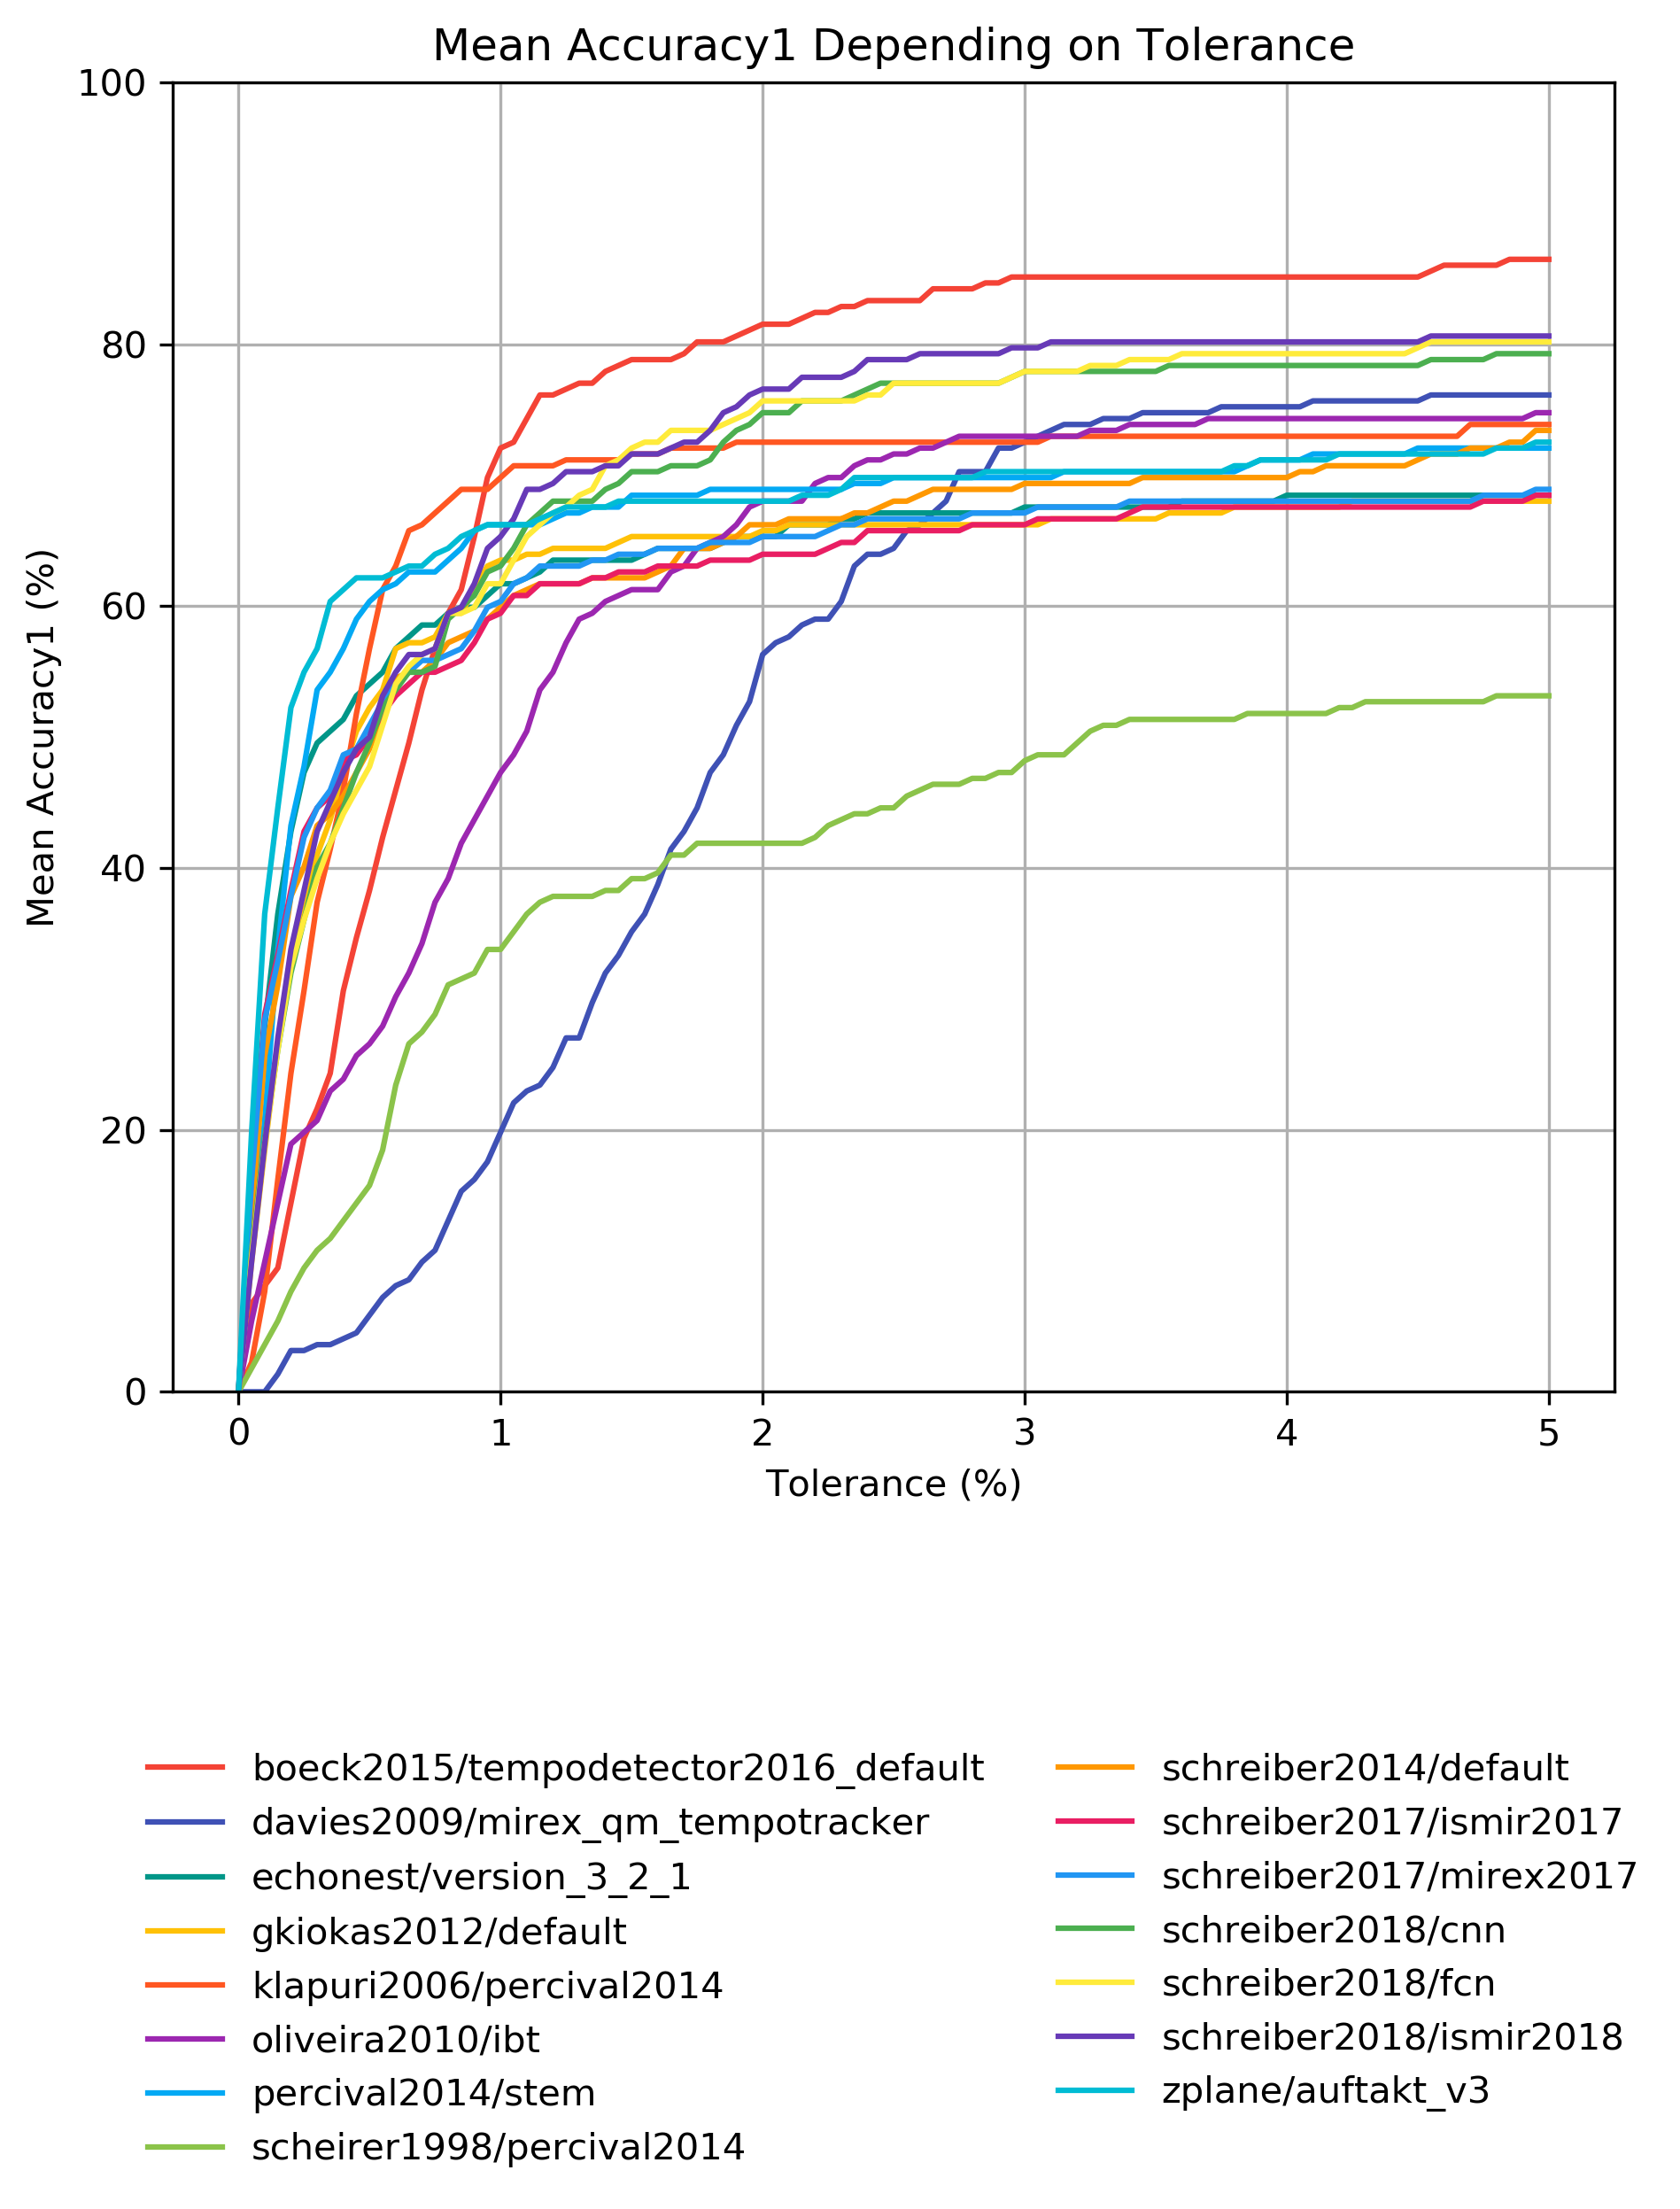 Mean Accuracy1 Depending on Tolerance
100
80
60
40
20
0
Mean Accuracy1 (%)
0 1 2 3 4 5
Tolerance (%)
boeck2015/tempodetector2016_default
davies2009/mirex_qm_tempotracker
echonest/version_3_2_1
gkiokas2012/default
klapuri2006/percival2014
oliveira2010/ibt
percival2014/stem
scheirer1998/percival2014
schreiber2014/default
schreiber2017/ismir2017
schreiber2017/mirex2017
schreiber2018/cnn
schreiber2018/fcn
schreiber2018/ismir2018
zplane/auftakt_v3